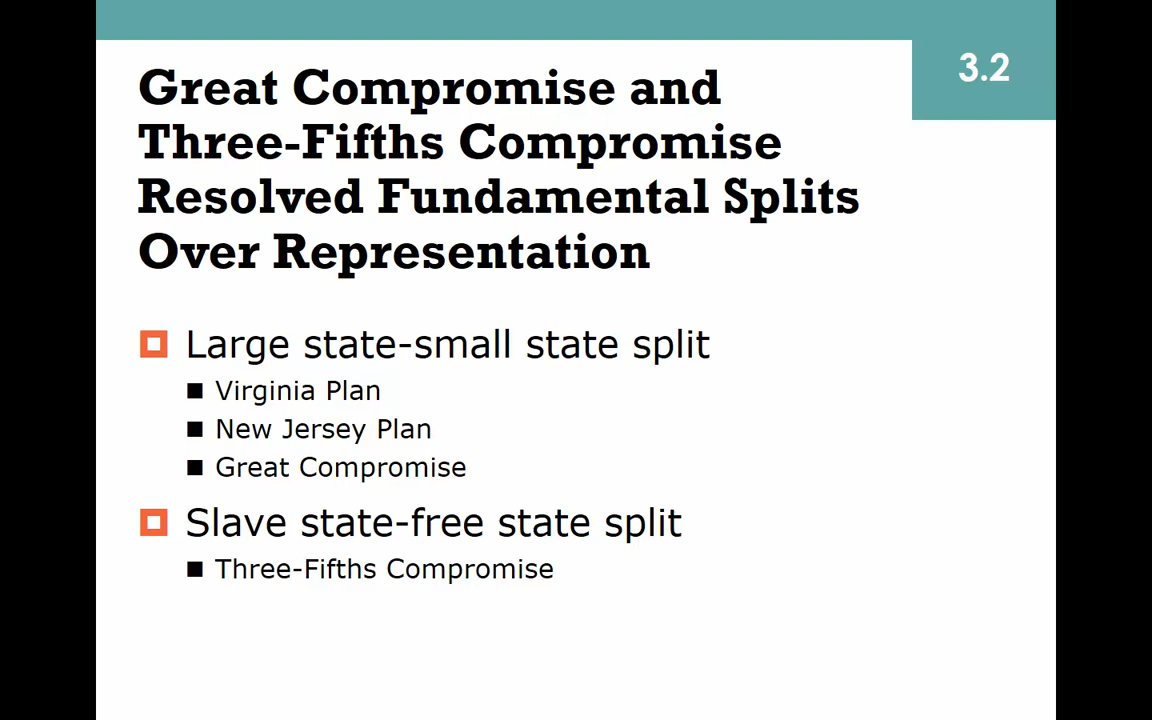 3.2
Great Compromise and
Three-Fifths Compromise
Resolved Fundamental Splits
Over Representation
Large state-small state split
Virginia Plan
New Jersey Plan
Great Compromise
Slave state-free state split
Three-Fifths Compromise